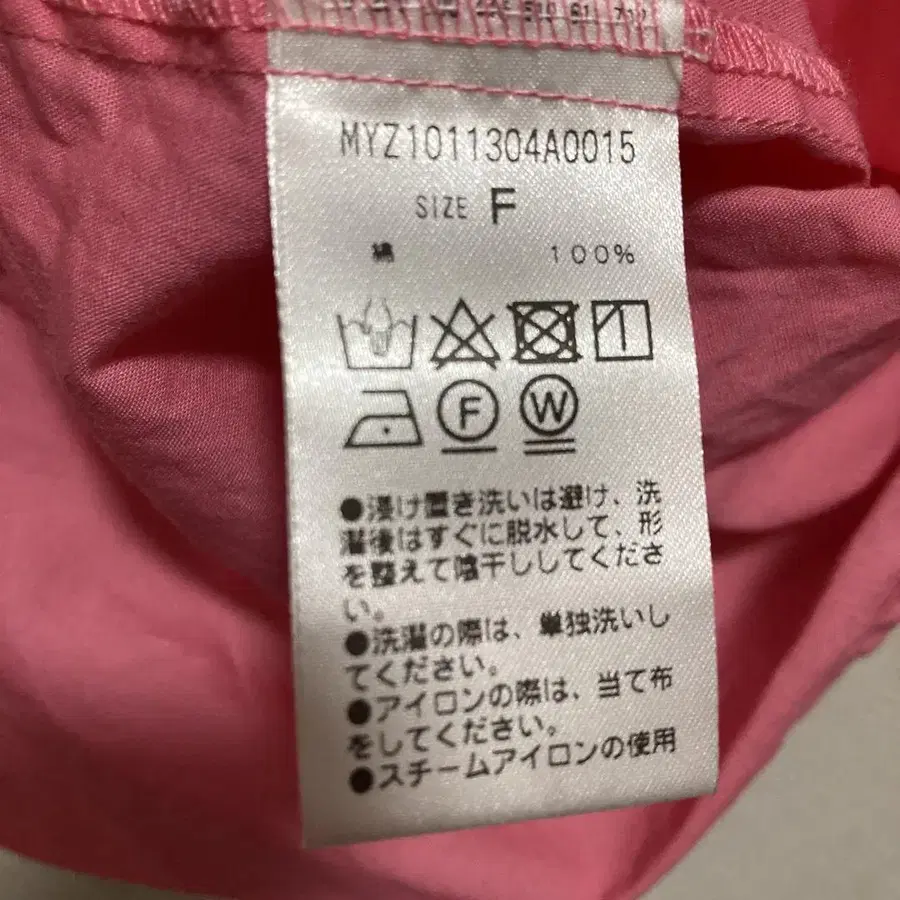 MYZ1011304A0015
SIZE F
綿 100%
F W
●浸け置き洗いは避け、洗
濯後はすぐに脱水して、形
を整えて陰干ししてくださ
い。
●洗濯の際は、単独洗いし
てください。
●アイロンの際は、当て布
をしてください。
●スチームアイロンの使用